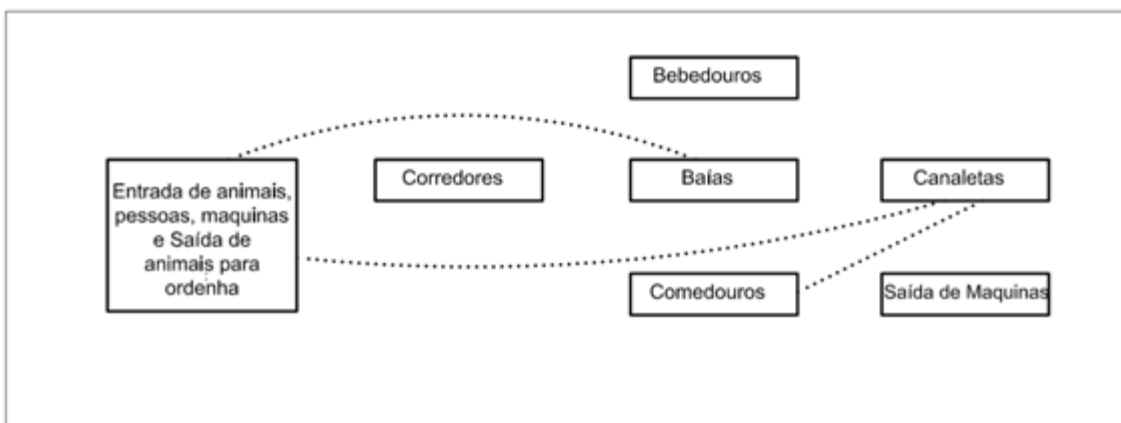 Bebedouros
Entrada de animais,
pessoas, maquinas
e Saída de
animais para
ordenha
Corredores
Baías
Canaletas
Comedouros
Saída de Maquinas